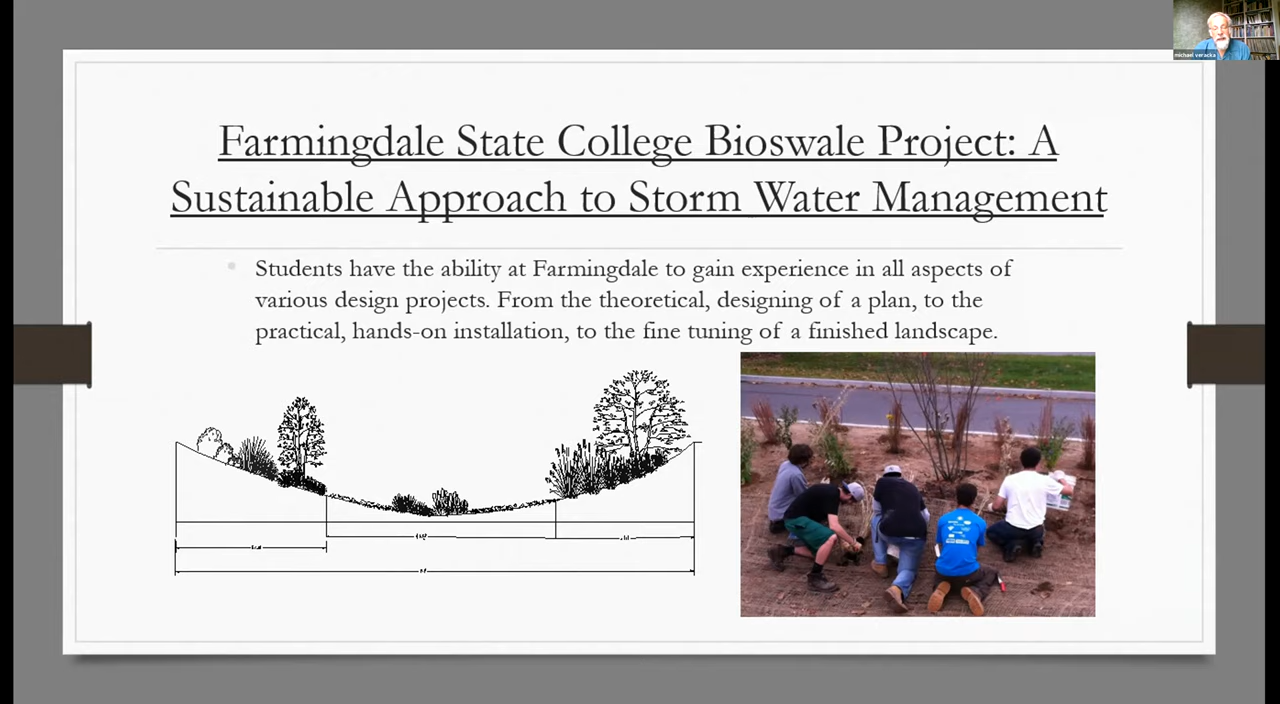 michael veracka
Farmingdale State College Bioswale Project: A
Sustainable Approach to Storm Water Management
Students have the ability at Farmingdale to gain experience in all aspects of
various design projects. From the theoretical, designing of a plan, to the
practical, hands-on installation, to the fine tuning of a finished landscape.